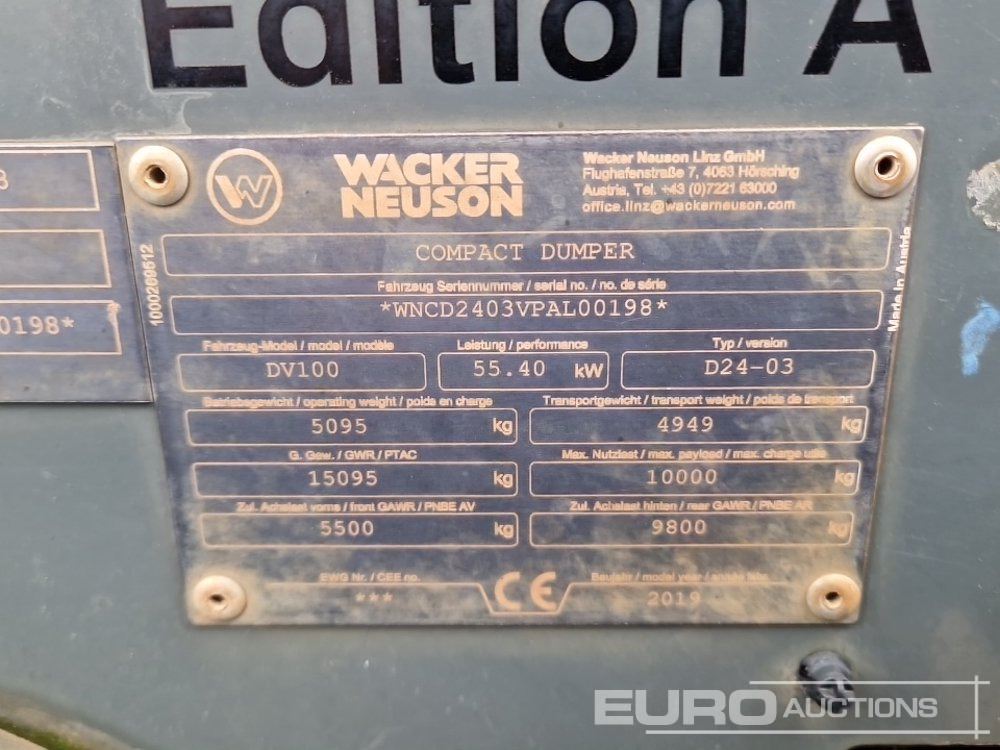 Edition A
8
0198*
WACKER
NEUSON
Wacker Neuson Linz GmbH
Flughafenstraße 7, 4063 Hörsching
Austria, Tel. +43 (0)7221 63000
office.linz@wackerneuson.com
COMPACT DUMPER
Fahrzeug Seriennummer / serial no. / no. de série
*WNCD2403VPAL00198*
Fahrzeug-Model / model / modèle
Leistung / performance
Typ / version
DV100
55.40 kW
D24-03
Betriebsgewicht / operating weight / poids en charge
Transportgewicht / transport weight / poids de transport
5095 kg
4949 kg
G. Gew. / GWR / PTAC
Max. Nutzlast / max. payload / max. charge utile
15095 kg
10000 kg
Zul. Achslast vorns / front GAWR / PNBE AV
Zul. Achslast hinten / rear GAWR / PNBE AR
5500 kg
9800 kg
EWG Nr. / CEE no.
CE
Baujahr / model year / année fabr.
***
2019
Made in Austria
EURO AUCTIONS